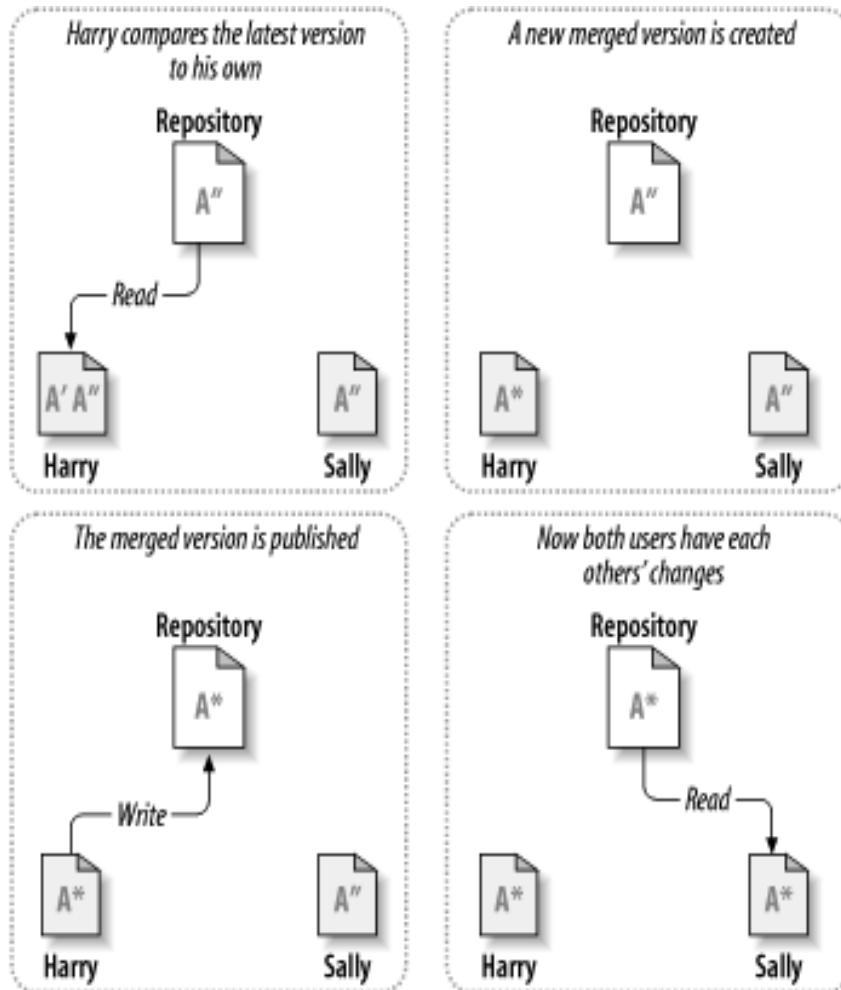 Harry compares the latest version
to his own
Repository
A″
Read
A′ A″
A″
Harry
Sally
A new merged version is created
Repository
A″
A*
A″
Harry
Sally
The merged version is published
Repository
A*
Write
A*
A″
Harry
Sally
Now both users have each
others’ changes
Repository
A*
Read
A*
A*
Harry
Sally